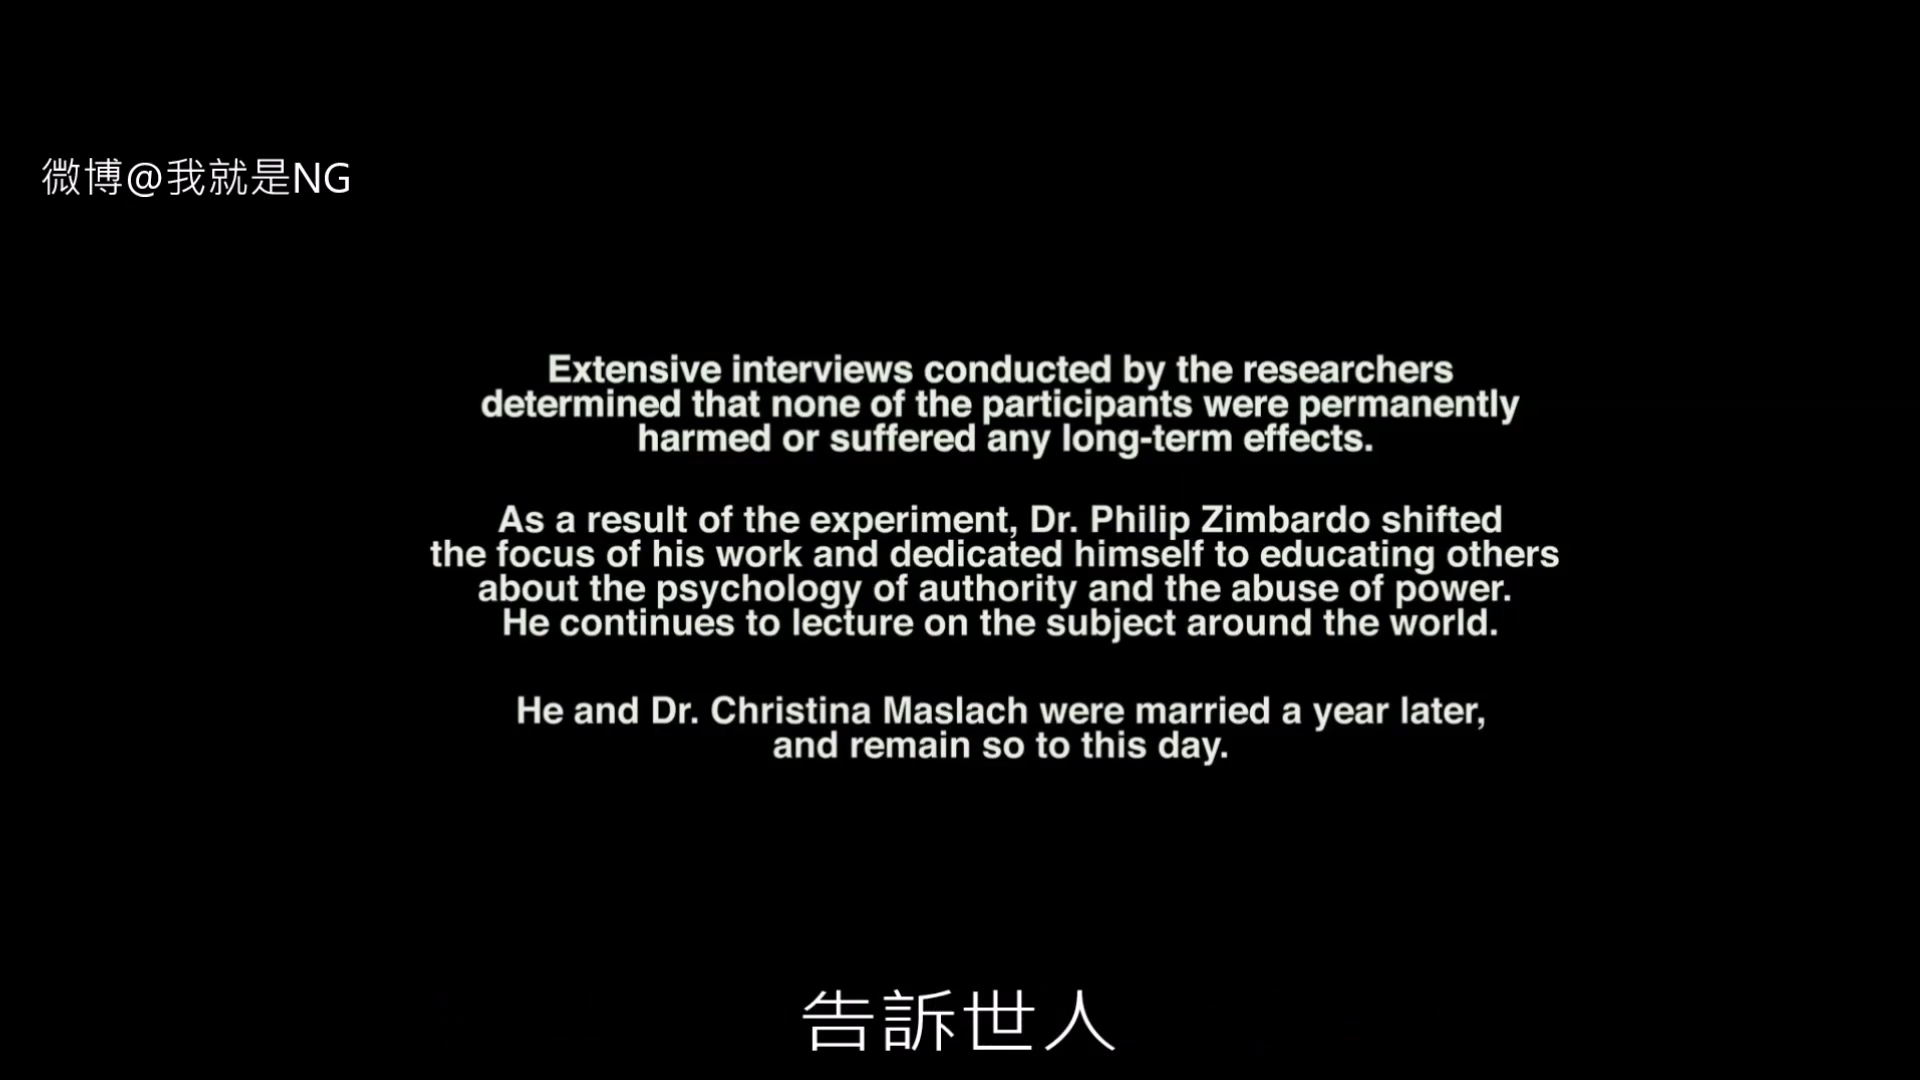 微博@我就是NG
Extensive interviews conducted by the researchers
determined that none of the participants were permanently
harmed or suffered any long-term effects.
As a result of the experiment, Dr. Philip Zimbardo shifted
the focus of his work and dedicated himself to educating others
about the psychology of authority and the abuse of power.
He continues to lecture on the subject around the world.
He and Dr. Christina Maslach were married a year later,
and remain so to this day.
告訴世人